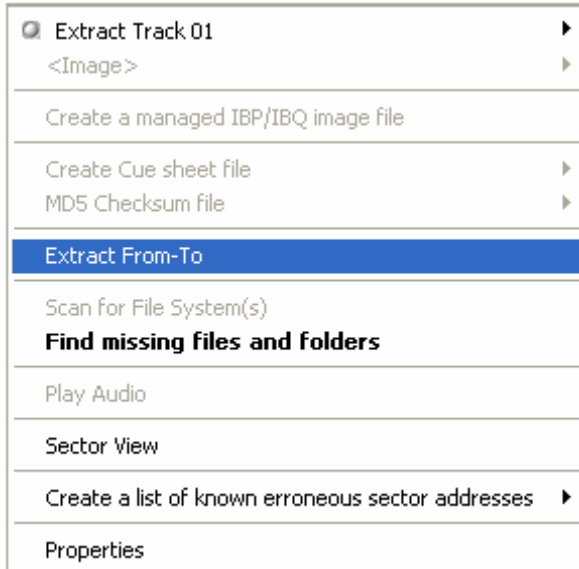 Extract Track 01
<Image>
Create a managed IBP/IBQ image file
Create Cue sheet file
MD5 Checksum file
Extract From-To
Scan for File System(s)
Find missing files and folders
Play Audio
Sector View
Create a list of known erroneous sector addresses
Properties